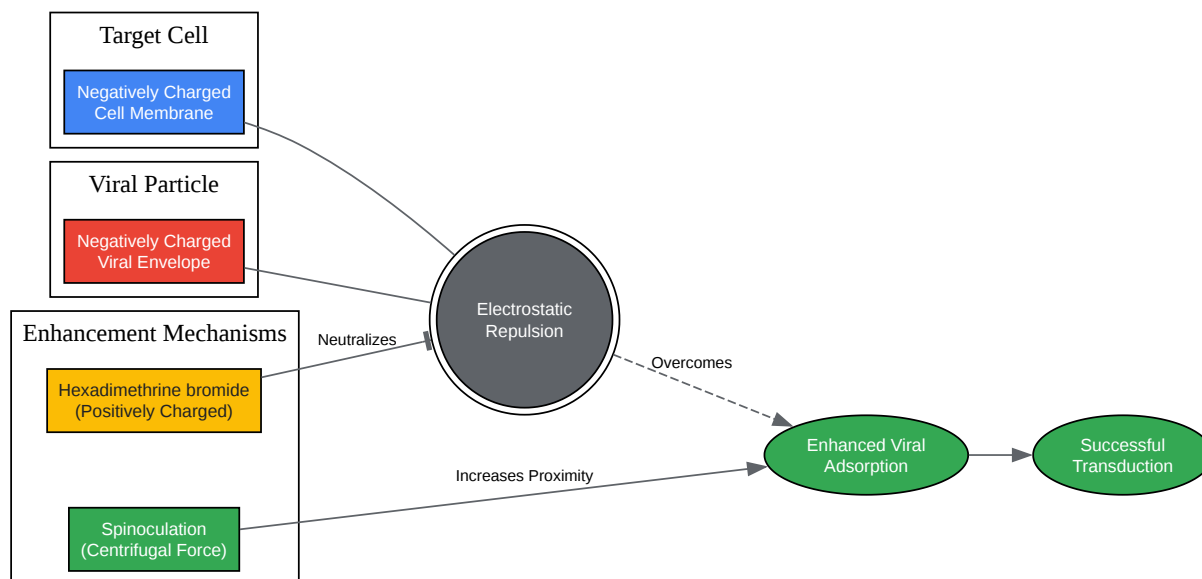 Target Cell
Negatively Charged
Cell Membrane
Viral Particle
Negatively Charged
Viral Envelope
Enhancement Mechanisms
Hexadimethrine bromide
(Positively Charged)
Spinoculation
(Centrifugal Force)
Neutralizes
Electrostatic
Repulsion
Overcomes
Increases Proximity
Enhanced Viral
Adsorption
Successful
Transduction